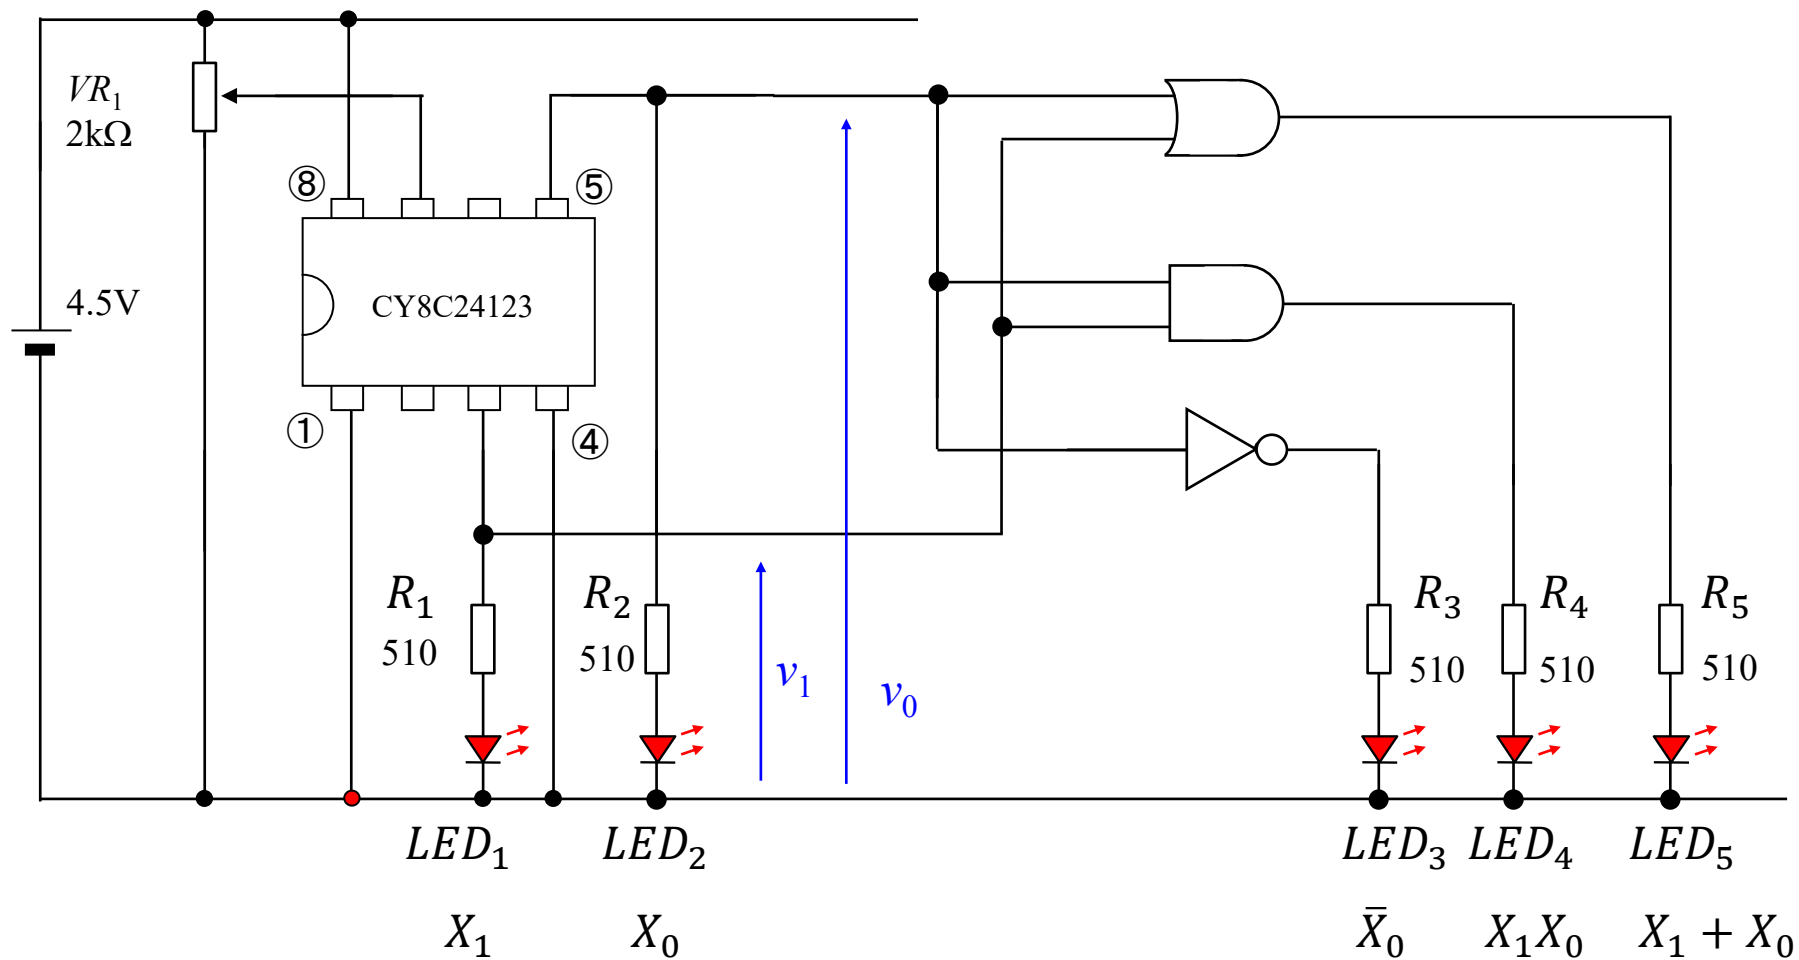 VR₁
2kΩ
⑧
⑤
4.5V
CY8C24123
①
④
R₁
510
R₂
510
v₁
v₀
R₃
510
R₄
510
R₅
510
LED₁
LED₂
LED₃
LED₄
LED₅
X₁
X₀
X̄₀
X₁X₀
X₁ + X₀